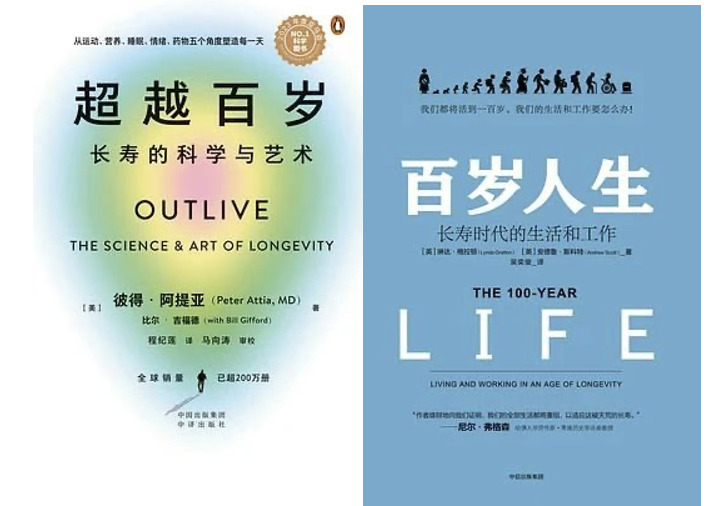 从运动、营养、睡眠、情绪、药物五个角度塑造每一天
NO.1
科学
图书
超越百岁
长寿的科学与艺术
OUTLIVE
THE SCIENCE & ART OF LONGEVITY
[美] 彼得·阿提亚 (Peter Attia, MD) 著
比尔·吉福德 (with Bill Gifford)
程纪莲 译 马向涛 审校
全球销量 已超200万册
中国出版集团
中译出版社
我们都将活到一百岁，我们的生活和工作要怎么办！
百岁人生
长寿时代的生活和工作
[英] 琳达·格拉顿 (Lynda Gratton) [英] 安德鲁·斯科特 (Andrew Scott)_著
吴奕俊_译
THE 100-YEAR
LIFE
LIVING AND WORKING IN AN AGE OF LONGEVITY
——尼尔·弗格森
中信出版集团